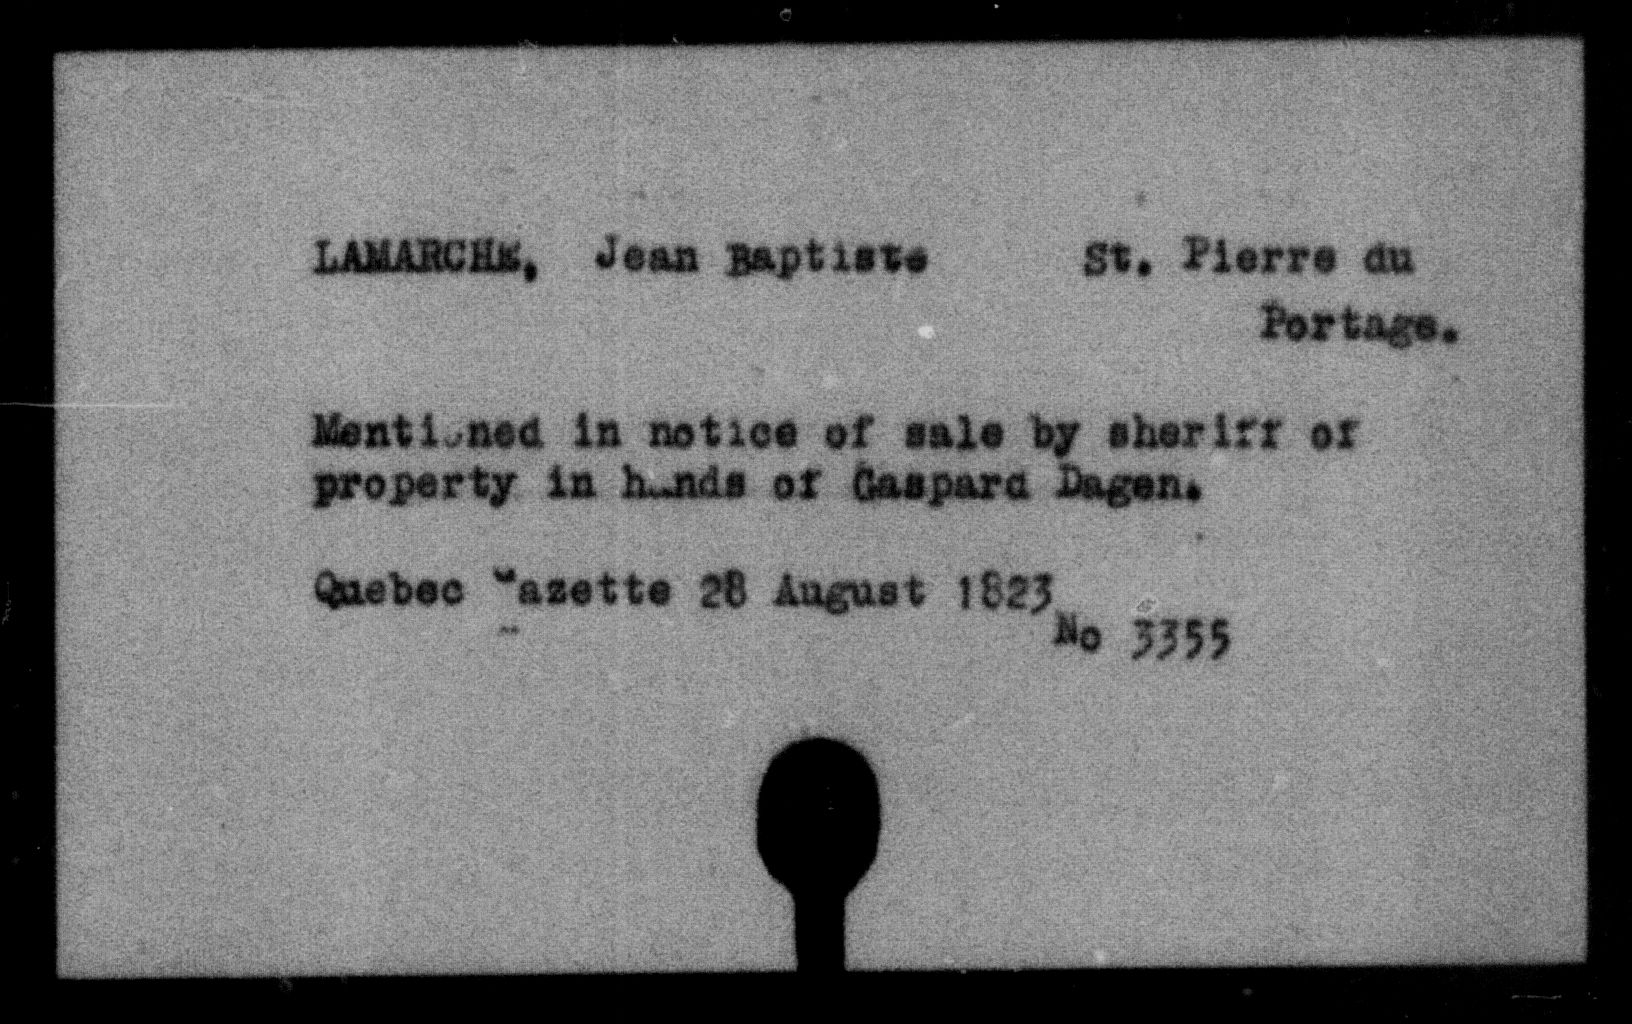 LAMARCHE, Jean Baptiste St. Pierre du
Portage.
Mentioned in notice of sale by sheriff of
property in hands of Gaspard Dagen.
Quebec Gazette 28 August 1823
No 3355